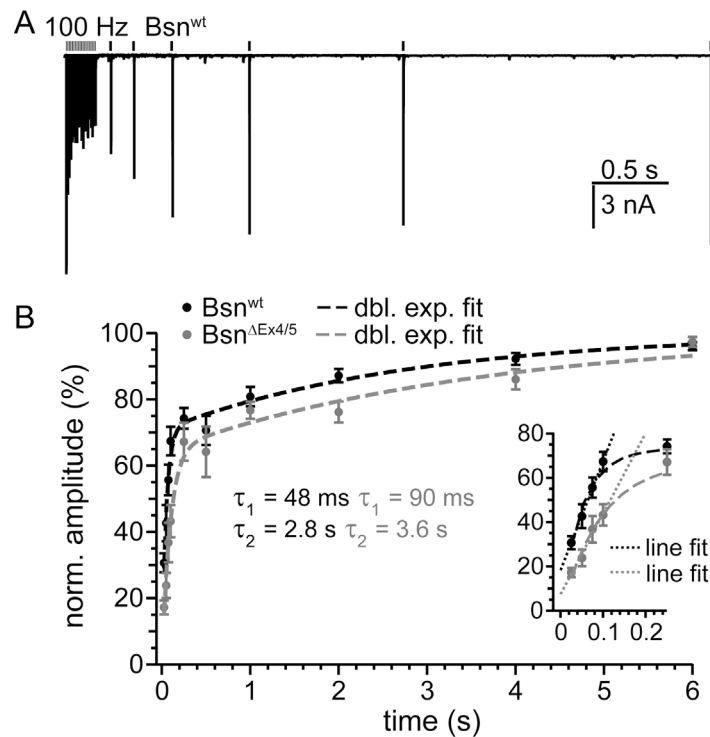 A
100 Hz Bsnʷᵗ
0.5 s
3 nA
B
Bsnʷᵗ dbl. exp. fit
Bsn^ΔEx4/5 dbl. exp. fit
norm. amplitude (%)
100
80
60
40
20
0
τ₁ = 48 ms τ₁ = 90 ms
τ₂ = 2.8 s τ₂ = 3.6 s
80
60
40
20
0
line fit
line fit
0 0.1 0.2
0 1 2 3 4 5 6
time (s)